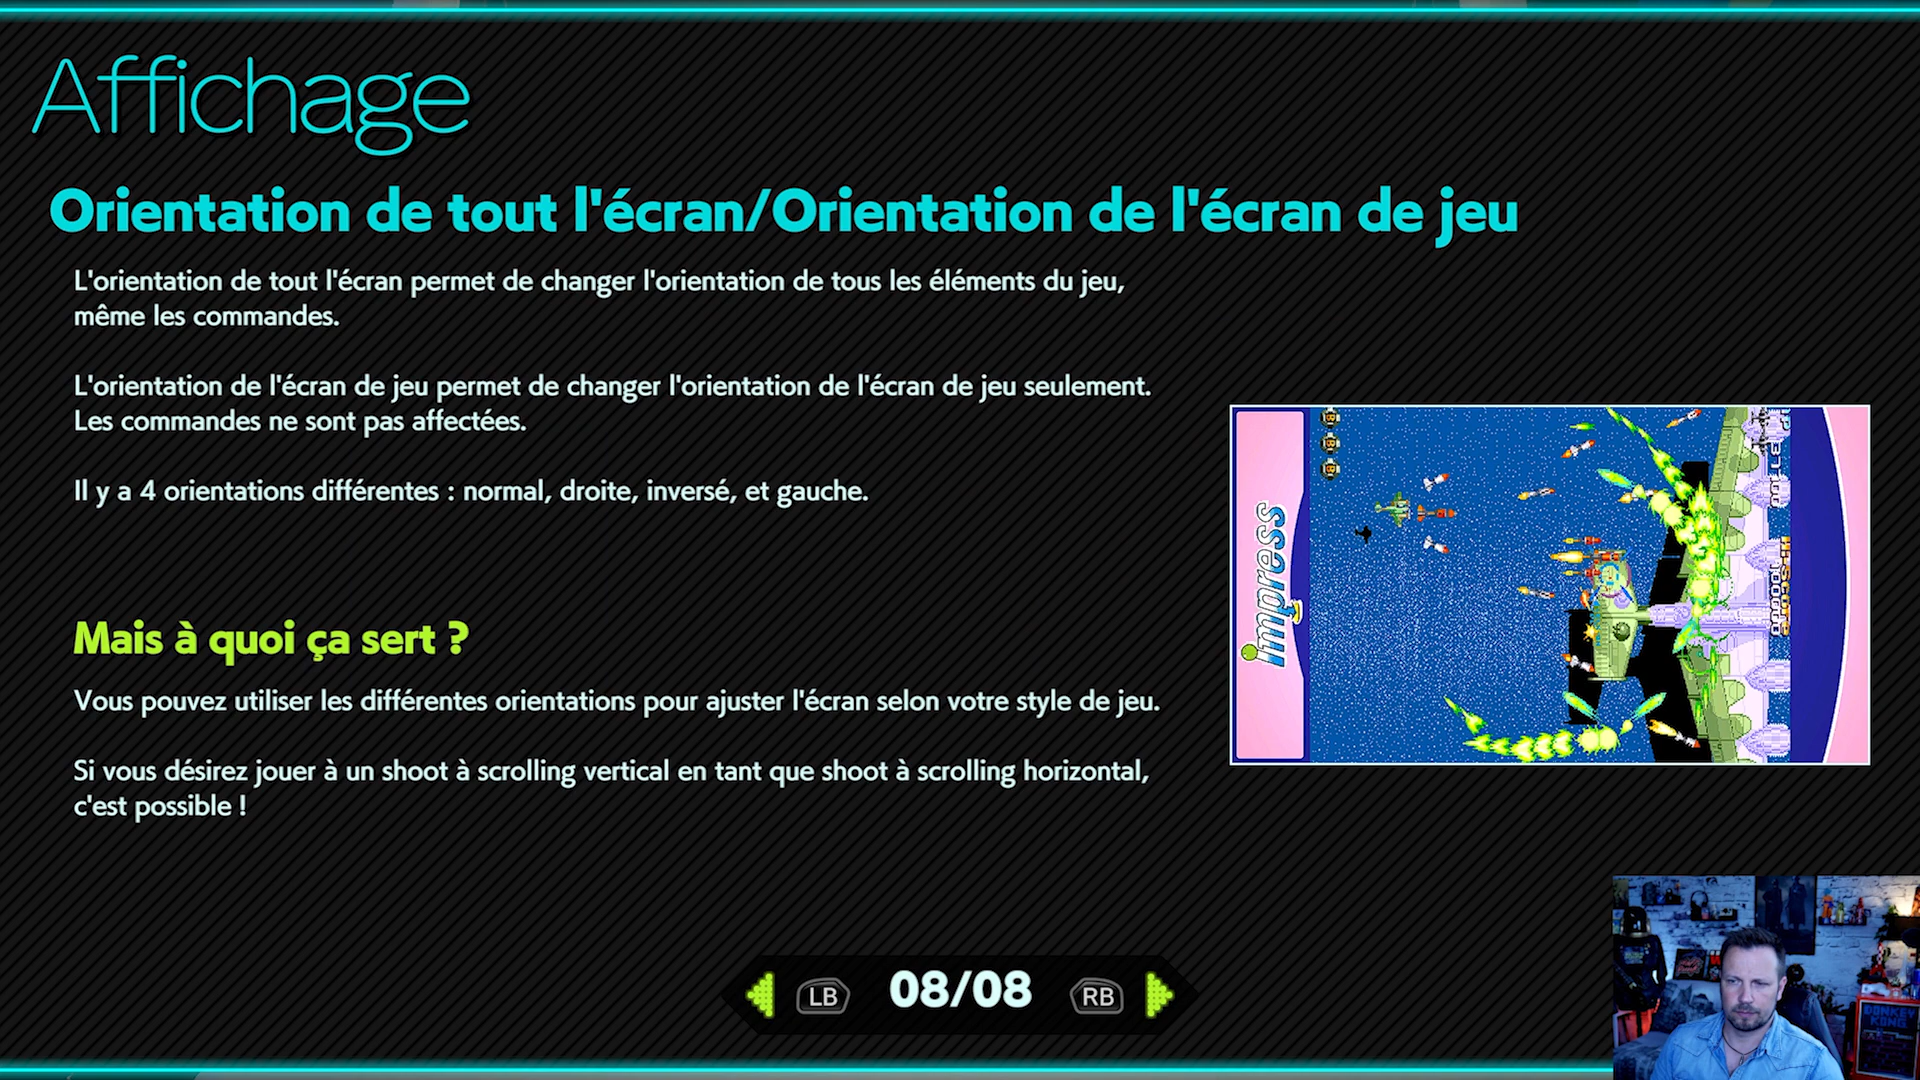 Affichage
Orientation de tout l'écran/Orientation de l'écran de jeu
L'orientation de tout l'écran permet de changer l'orientation de tous les éléments du jeu,
même les commandes.
L'orientation de l'écran de jeu permet de changer l'orientation de l'écran de jeu seulement.
Les commandes ne sont pas affectées.
Il y a 4 orientations différentes : normal, droite, inversé, et gauche.
Mais à quoi ça sert ?
Vous pouvez utiliser les différentes orientations pour ajuster l'écran selon votre style de jeu.
Si vous désirez jouer à un shoot à scrolling vertical en tant que shoot à scrolling horizontal,
c'est possible !
impress
B
B
B
LB
08/08
RB
DONKEY
KONG